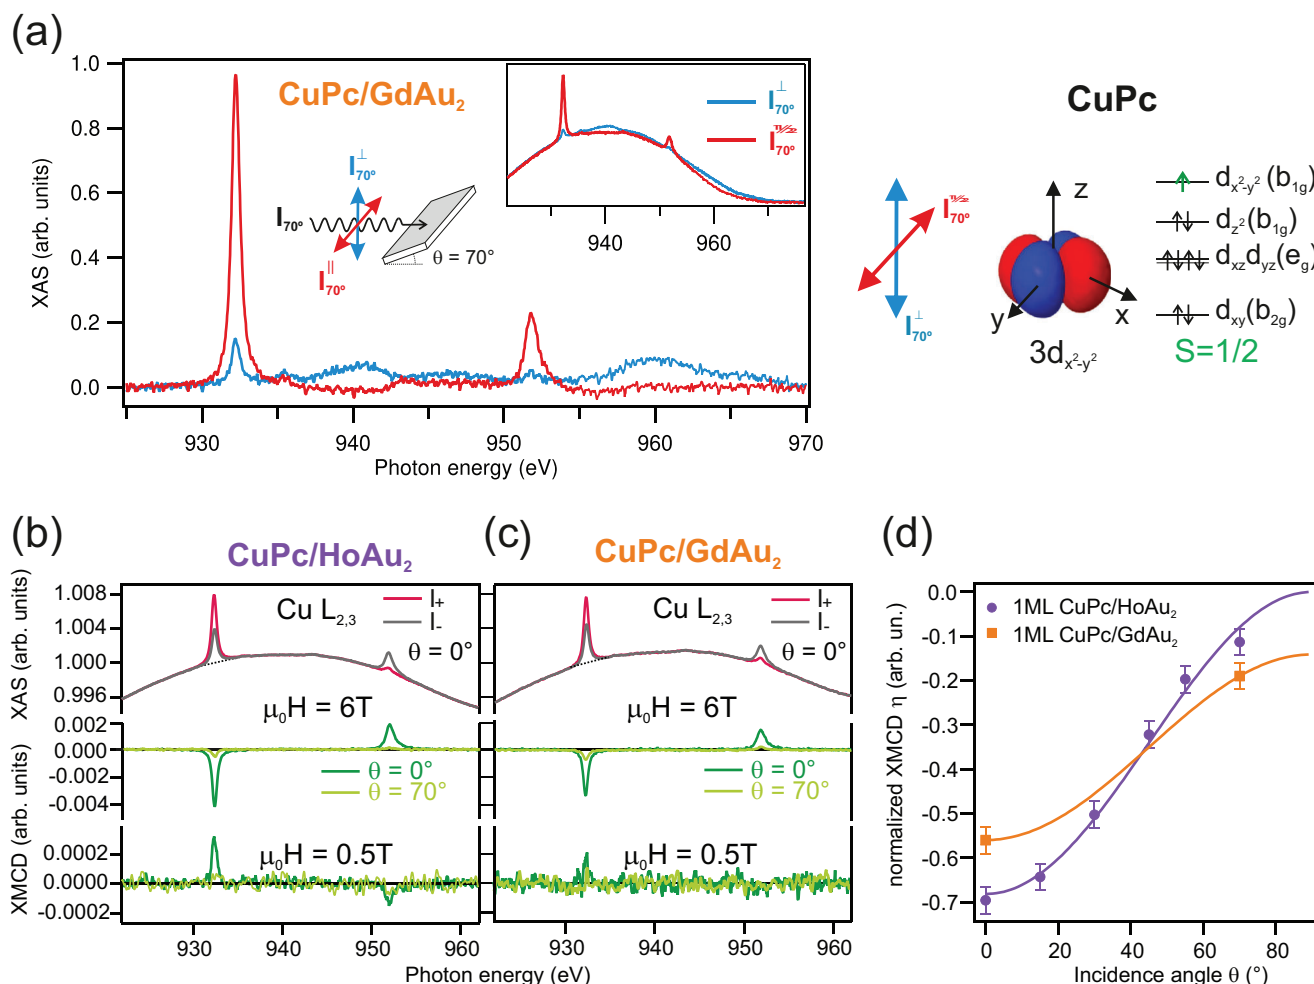 (a)
XAS (arb. units)
1.0
0.8
0.6
0.4
0.2
0.0
CuPc/GdAu₂
I⊥70°
I70°
I||70°
θ = 70°
I⊥70°
I70°
940 960
930 940 950 960 970
Photon energy (eV)
CuPc
I70°
I⊥70°
z
y
x
3dx²-y²
dx²-y² (b1g)
dz²(b1g)
dxzdyz(eg)
dxy(b2g)
S=1/2
(b)
CuPc/HoAu₂
XAS (arb. units)
1.008
1.004
1.000
0.996
Cu L2,3
I+
I-
θ = 0°
μ₀H = 6T
XMCD (arb. units)
0.002
0.000
-0.002
-0.004
θ = 0°
θ = 70°
μ₀H = 0.5T
0.0002
0.0000
-0.0002
930 940 950 960
(c)
CuPc/GdAu₂
Cu L2,3
I+
I-
θ = 0°
μ₀H = 6T
θ = 0°
θ = 70°
μ₀H = 0.5T
930 940 950 960
Photon energy (eV)
(d)
normalized XMCD η (arb. un.)
0.0
-0.1
-0.2
-0.3
-0.4
-0.5
-0.6
-0.7
1ML CuPc/HoAu₂
1ML CuPc/GdAu₂
0 20 40 60 80
Incidence angle θ (°)